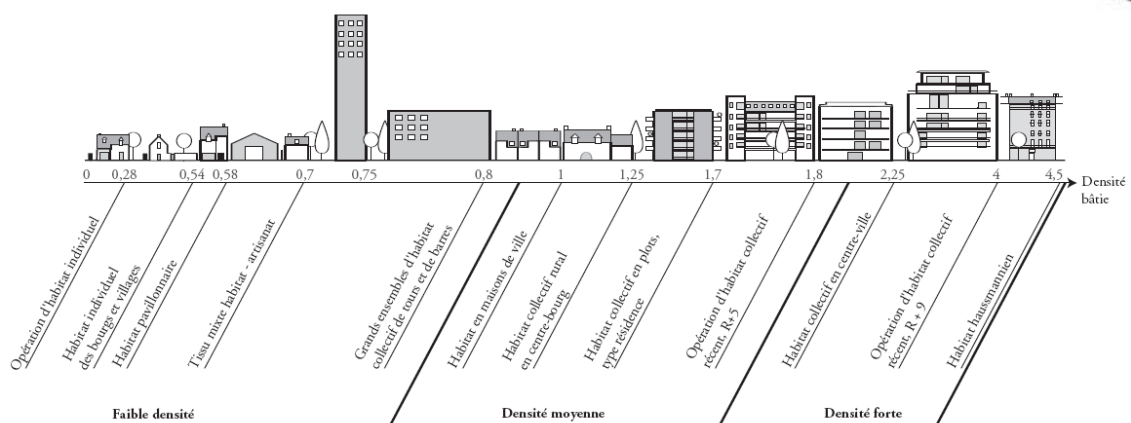 0 0,28 0,54 0,58 0,7 0,75 0,8 1 1,25 1,7 1,8 2,25 4 4,5
Densité
bâtie
Opération d'habitat individuel
Habitat individuel
des bourgs et villages
Habitat pavillonnaire
Tissu mixte habitat - artisanat
Grands ensembles d'habitat
collectif de tours et de barres
Habitat en maisons de ville
Habitat collectif rural
en centre-bourg
Habitat collectif en plots,
type résidence
Opération d'habitat collectif
récent, R+5
Habitat collectif en centre-ville
Opération d'habitat collectif
récent, R + 9
Habitat haussmannien
Faible densité
Densité moyenne
Densité forte